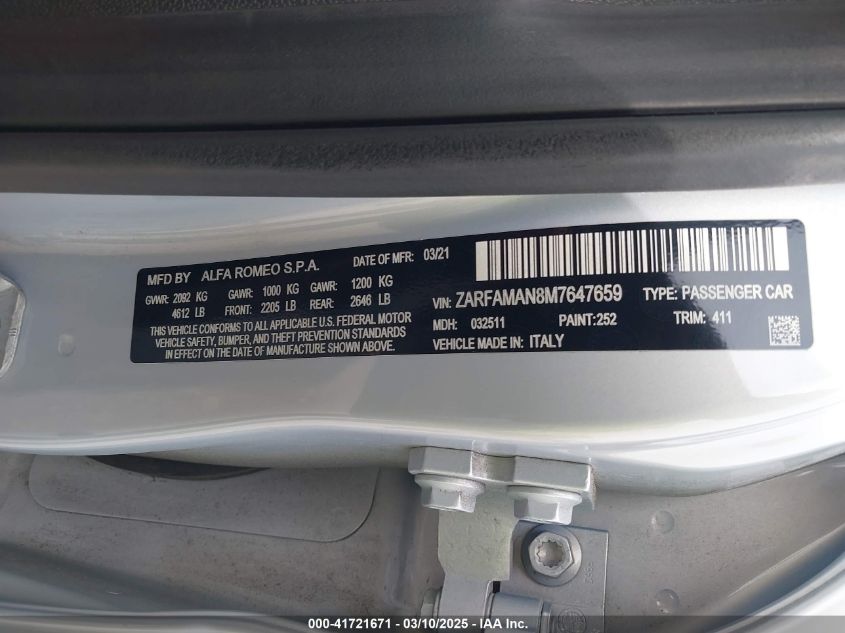 MFD BY ALFA ROMEO S.P.A. DATE OF MFR: 03/21
GVWR: 2092 KG GAWR: 1000 KG GAWR: 1200 KG
4612 LB FRONT: 2205 LB REAR: 2646 LB
THIS VEHICLE CONFORMS TO ALL APPLICABLE U.S. FEDERAL MOTOR
VEHICLE SAFETY, BUMPER, AND THEFT PREVENTION STANDARDS
IN EFFECT ON THE DATE OF MANUFACTURE SHOWN ABOVE.
VIN: ZARFAMAN8M7647659 TYPE: PASSENGER CAR
MDH: 032511 PAINT:252 TRIM: 411
VEHICLE MADE IN: ITALY
000-41721671 — 03/10/2025 — IAA Inc.